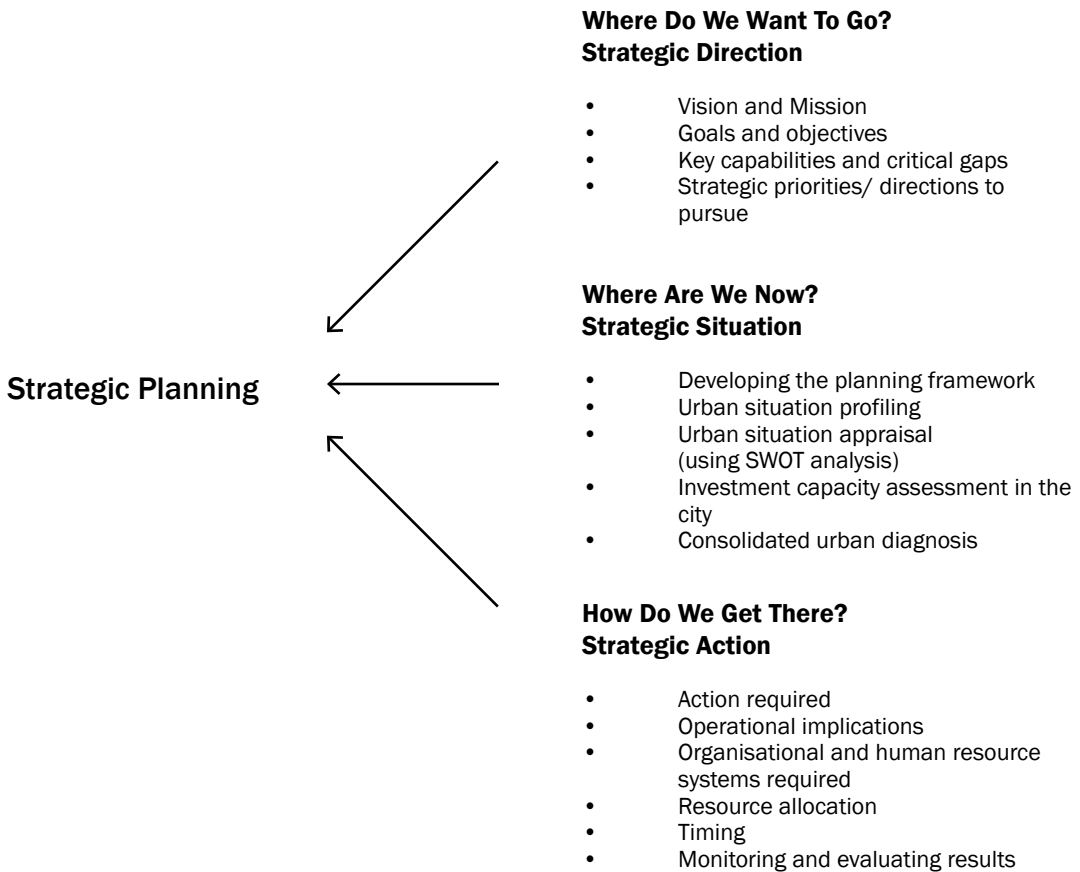 Where Do We Want To Go?
Strategic Direction
• Vision and Mission
• Goals and objectives
• Key capabilities and critical gaps
• Strategic priorities/ directions to
pursue
Where Are We Now?
Strategic Situation
Strategic Planning
• Developing the planning framework
• Urban situation profiling
• Urban situation appraisal
(using SWOT analysis)
• Investment capacity assessment in the
city
• Consolidated urban diagnosis
How Do We Get There?
Strategic Action
• Action required
• Operational implications
• Organisational and human resource
systems required
• Resource allocation
• Timing
• Monitoring and evaluating results